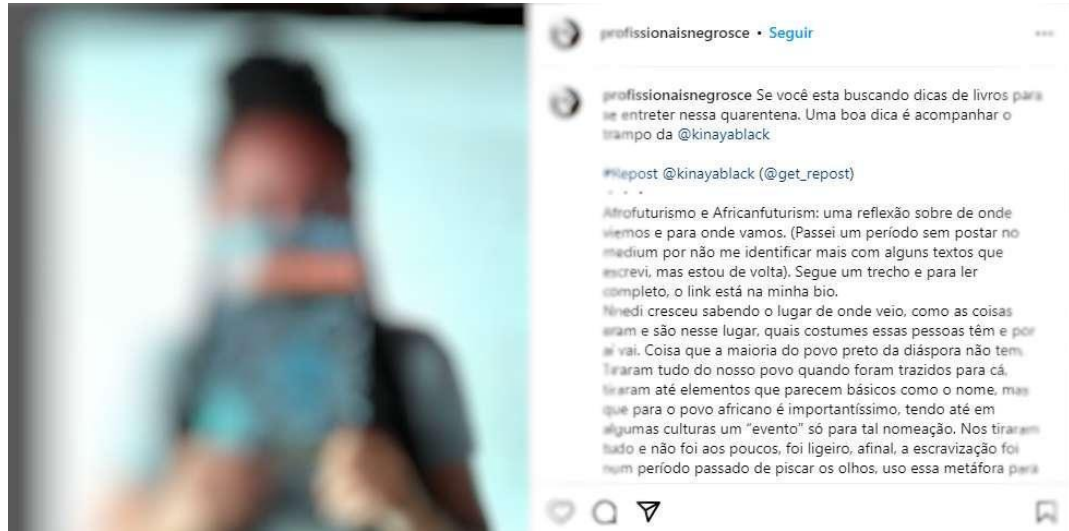 profissionaisnegrosce • Seguir
profissionaisnegrosce Se você esta buscando dicas de livros para
se entreter nessa quarentena. Uma boa dica é acompanhar o
trampo da @kinayablack
#Repost @kinayablack (@get_repost)
・・・
Afrofuturismo e Africanfuturism: uma reflexão sobre de onde
viemos e para onde vamos. (Passei um período sem postar no
medium por não me identificar mais com alguns textos que
escrevi, mas estou de volta). Segue um trecho e para ler
completo, o link está na minha bio.
Nnedi cresceu sabendo o lugar de onde veio, como as coisas
eram e são nesse lugar, quais costumes essas pessoas têm e por
aí vai. Coisa que a maioria do povo preto da diáspora não tem.
Tiraram tudo do nosso povo quando foram trazidos para cá,
tiraram até elementos que parecem básicos como o nome, mas
que para o povo africano é importantíssimo, tendo até em
algumas culturas um "evento" só para tal nomeação. Nos tiraram
tudo e não foi aos poucos, foi ligeiro, afinal, a escravização foi
num período passado de piscar os olhos, uso essa metáfora para